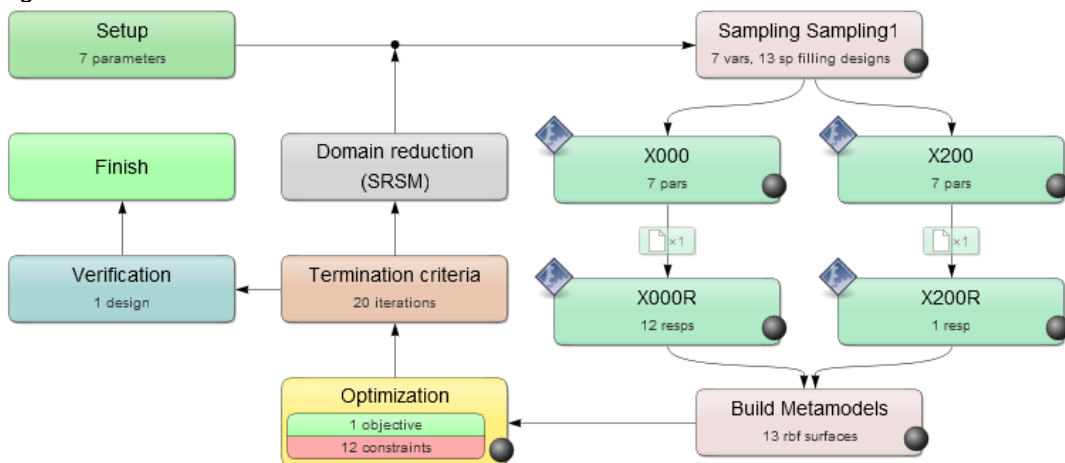 Setup
7 parameters
Sampling Sampling1
7 vars, 13 sp filling designs
Finish
Domain reduction
(SRSM)
X000
7 pars
X200
7 pars
×1
×1
Verification
1 design
Termination criteria
20 iterations
X000R
12 resps
X200R
1 resp
Optimization
1 objective
12 constraints
Build Metamodels
13 rbf surfaces